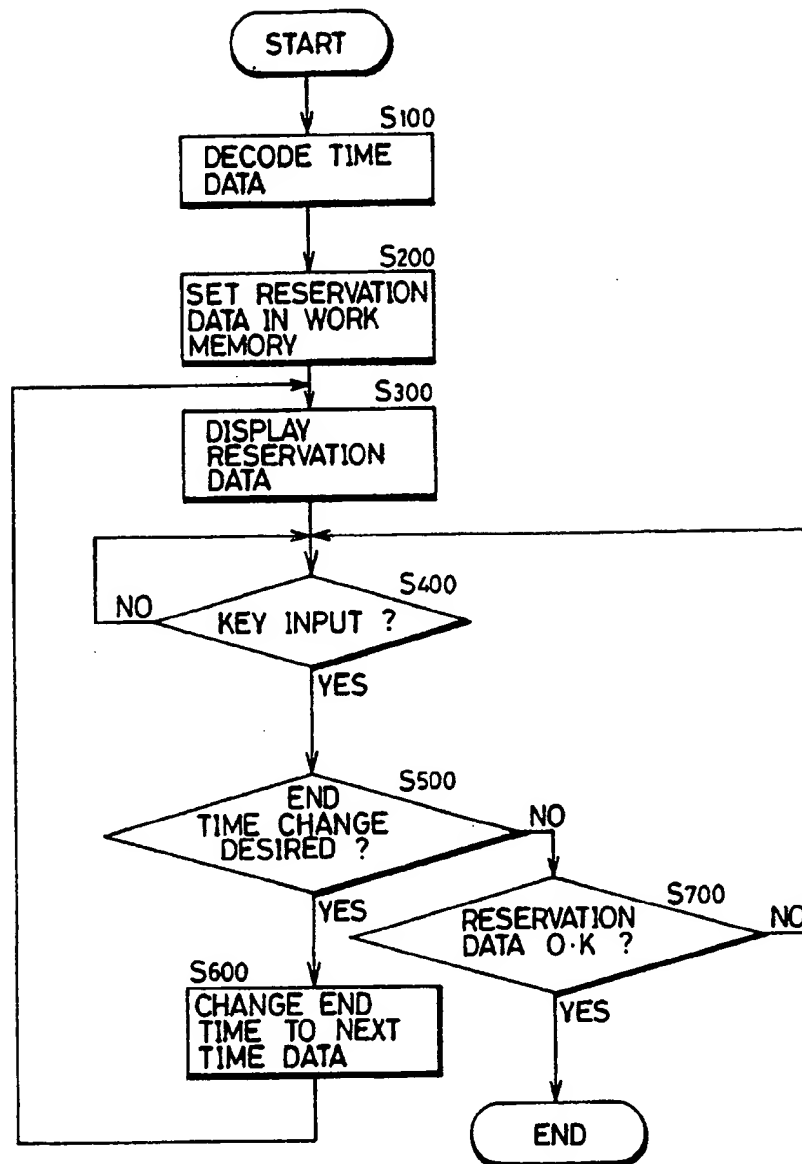 START
S100
DECODE TIME
DATA
S200
SET RESERVATION
DATA IN WORK
MEMORY
S300
DISPLAY
RESERVATION
DATA
S400
NO
KEY INPUT ?
YES
S500
END
TIME CHANGE
DESIRED ?
NO
YES
S700
RESERVATION
DATA O·K ?
NO
YES
S600
CHANGE END
TIME TO NEXT
TIME DATA
END